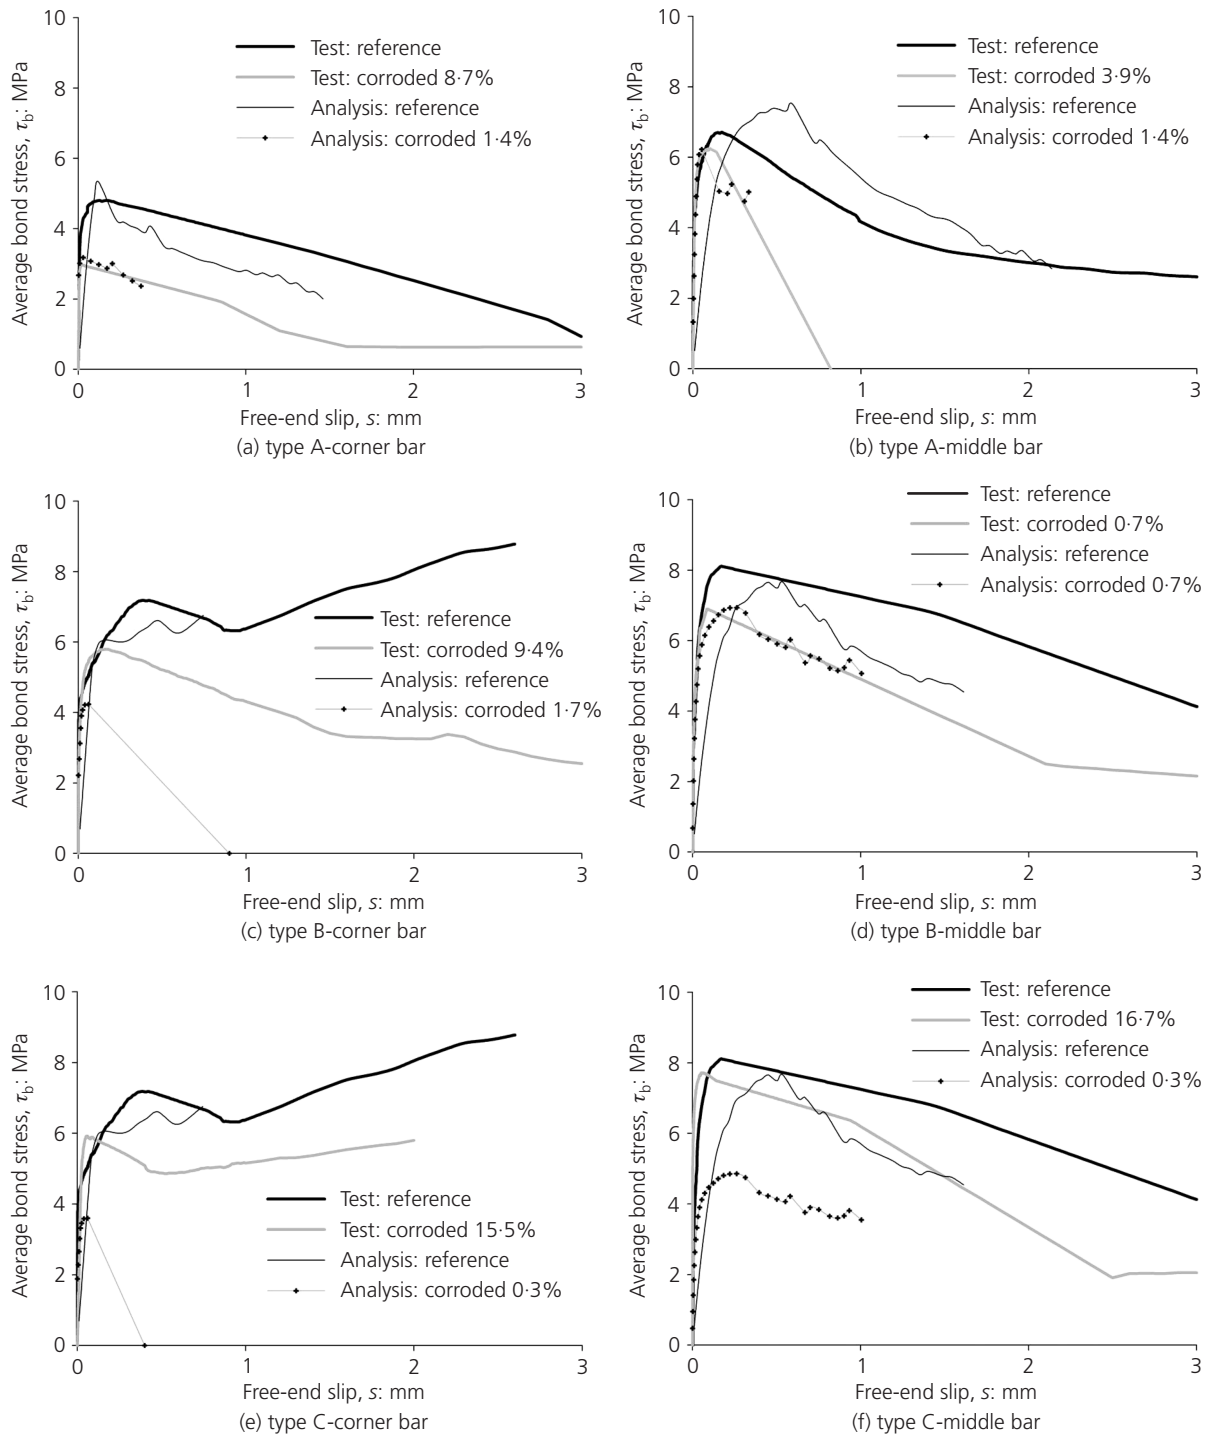 10
8
6
4
2
0
Average bond stress, τb: MPa
Test: reference
Test: corroded 8·7%
Analysis: reference
Analysis: corroded 1·4%
0 1 2 3
Free-end slip, s: mm
(a) type A-corner bar
10
8
6
4
2
0
Average bond stress, τb: MPa
Test: reference
Test: corroded 3·9%
Analysis: reference
Analysis: corroded 1·4%
0 1 2 3
Free-end slip, s: mm
(b) type A-middle bar
10
8
6
4
2
0
Average bond stress, τb: MPa
Test: reference
Test: corroded 9·4%
Analysis: reference
Analysis: corroded 1·7%
0 1 2 3
Free-end slip, s: mm
(c) type B-corner bar
10
8
6
4
2
0
Average bond stress, τb: MPa
Test: reference
Test: corroded 0·7%
Analysis: reference
Analysis: corroded 0·7%
0 1 2 3
Free-end slip, s: mm
(d) type B-middle bar
10
8
6
4
2
0
Average bond stress, τb: MPa
Test: reference
Test: corroded 15·5%
Analysis: reference
Analysis: corroded 0·3%
0 1 2 3
Free-end slip, s: mm
(e) type C-corner bar
10
8
6
4
2
0
Average bond stress, τb: MPa
Test: reference
Test: corroded 16·7%
Analysis: reference
Analysis: corroded 0·3%
0 1 2 3
Free-end slip, s: mm
(f) type C-middle bar